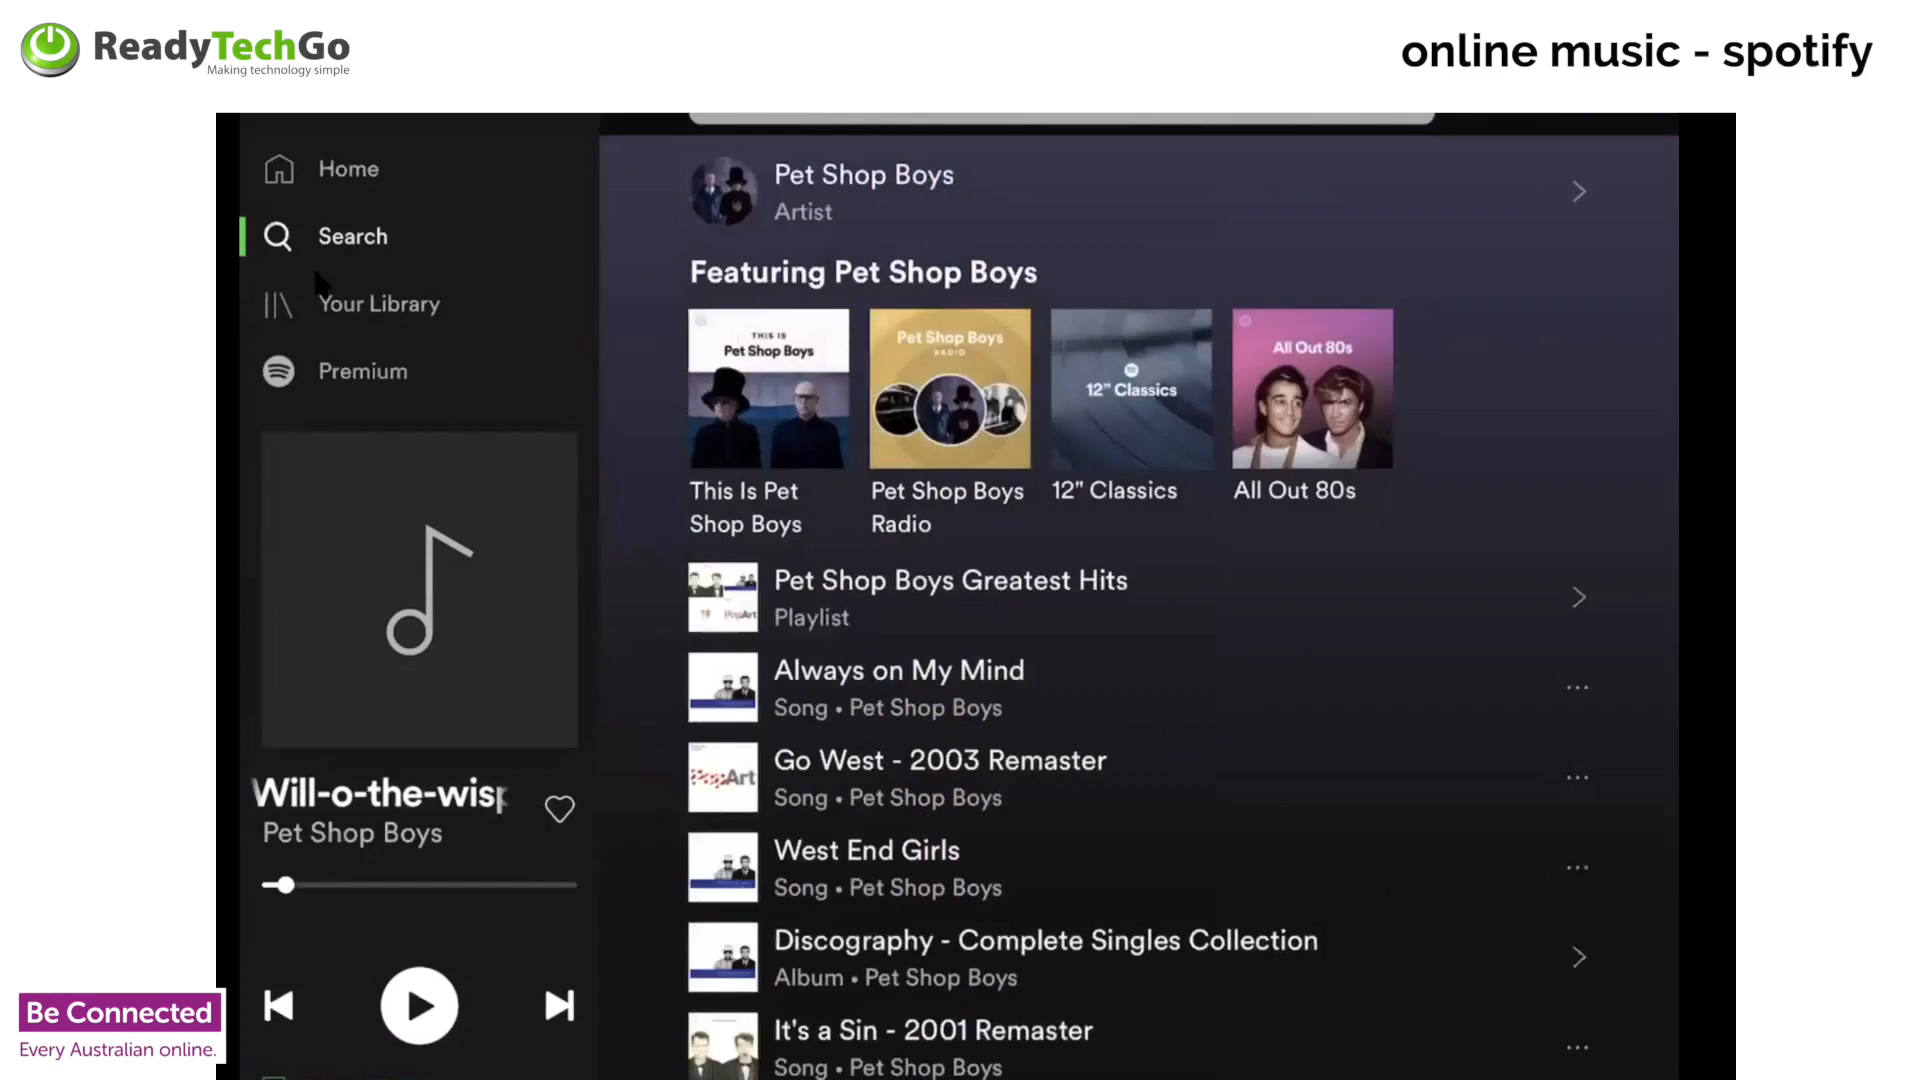 ReadyTechGo
Making technology simple
online music - spotify
Home
Search
Your Library
Premium
Will-o-the-wisp
Pet Shop Boys
Pet Shop Boys
Artist
Featuring Pet Shop Boys
THIS IS
Pet Shop Boys
Pet Shop Boys
RADIO
12" Classics
All Out 80s
This Is Pet
Shop Boys
Pet Shop Boys
Radio
12" Classics
All Out 80s
Pet Shop Boys Greatest Hits
PopArt
Playlist
Always on My Mind
Song • Pet Shop Boys
PopArt
Go West - 2003 Remaster
Song • Pet Shop Boys
West End Girls
Song • Pet Shop Boys
Discography - Complete Singles Collection
Album • Pet Shop Boys
It's a Sin - 2001 Remaster
Song • Pet Shop Boys
Be Connected
Every Australian online.